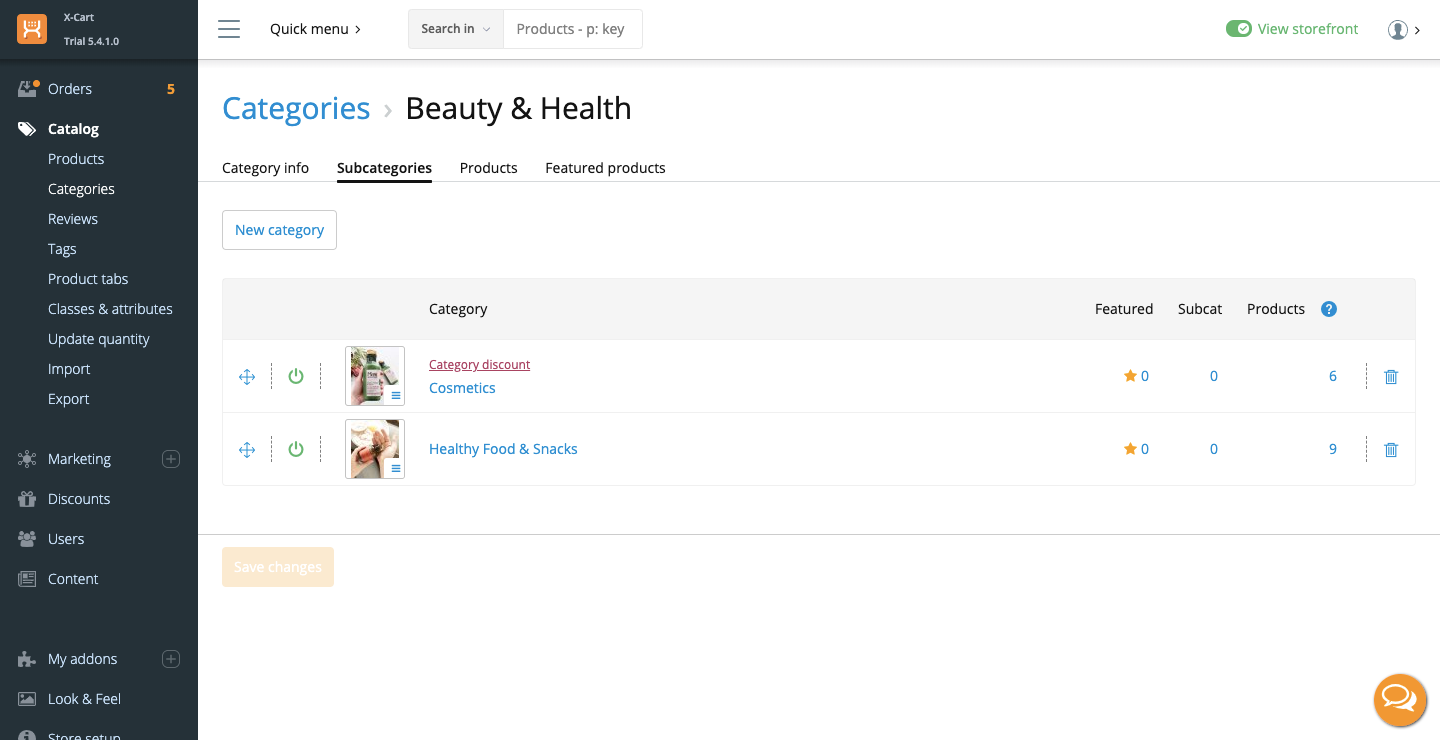 X-Cart
Trial 5.4.1.0
Quick menu
Search in
Products - p: key
View storefront
Orders 5
Catalog
Products
Categories
Reviews
Tags
Product tabs
Classes & attributes
Update quantity
Import
Export
Marketing
Discounts
Users
Content
My addons
Look & Feel
Store setup
Categories › Beauty & Health
Category info Subcategories Products Featured products
New category
Category Featured Subcat Products ?
Category discount
Cosmetics 0 0 6
Healthy Food & Snacks 0 0 9
Save changes